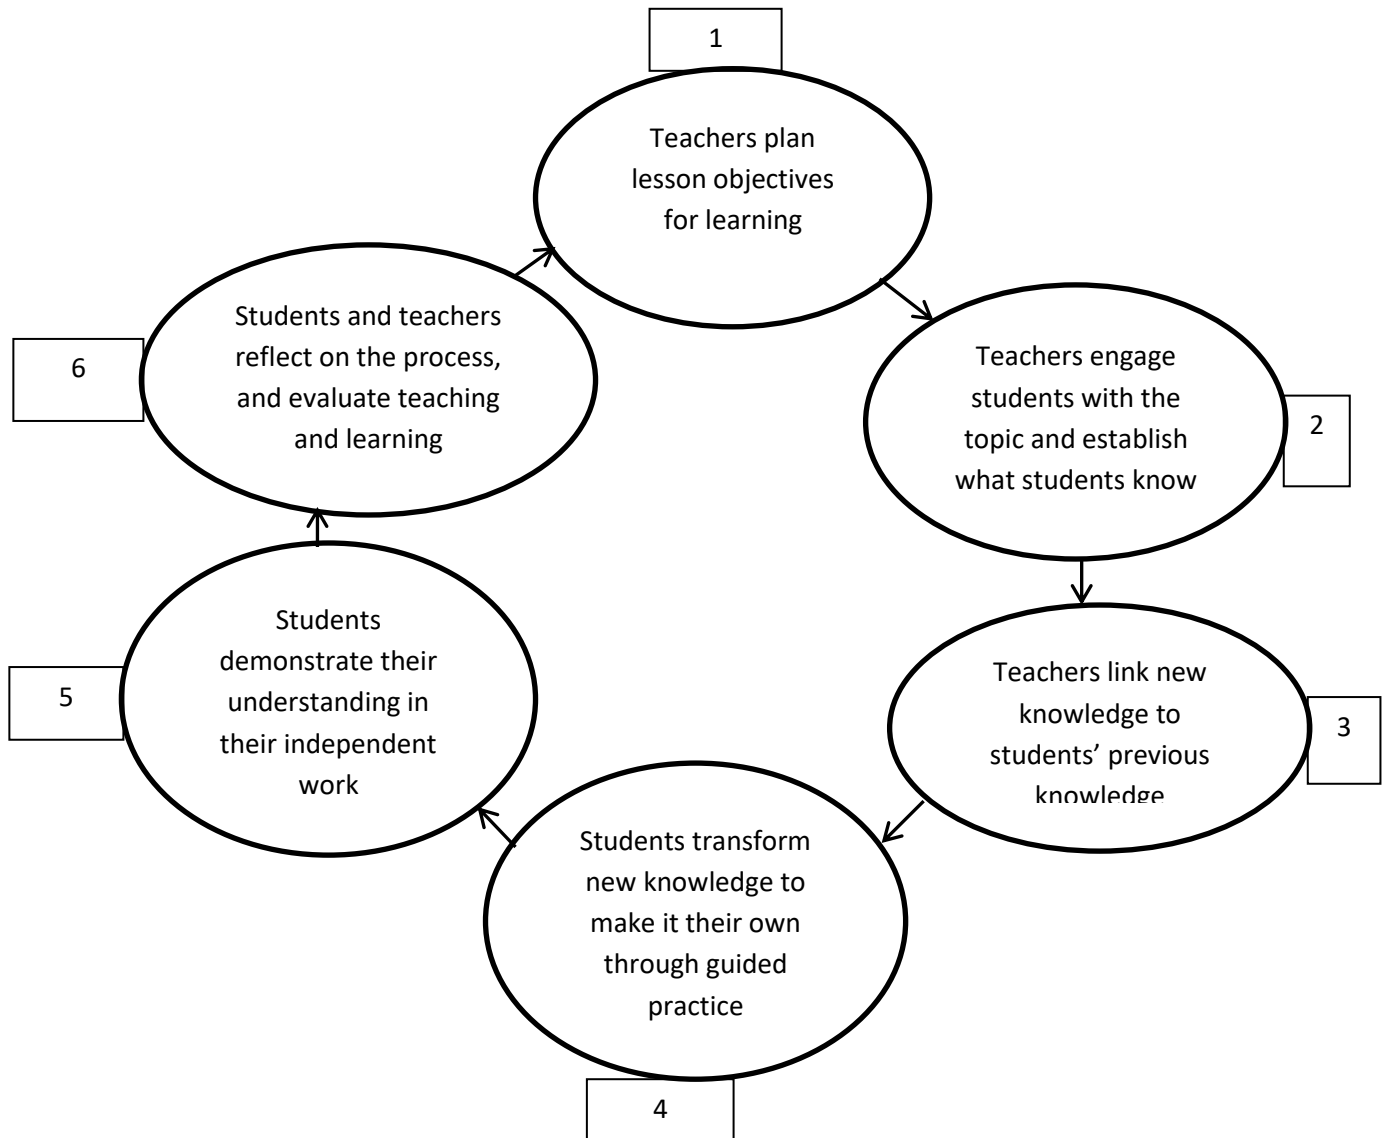 1
Teachers plan
lesson objectives
for learning
2
Teachers engage
students with the
topic and establish
what students know
3
Teachers link new
knowledge to
students’ previous
knowledge
4
Students transform
new knowledge to
make it their own
through guided
practice
5
Students
demonstrate their
understanding in
their independent
work
6
Students and teachers
reflect on the process,
and evaluate teaching
and learning